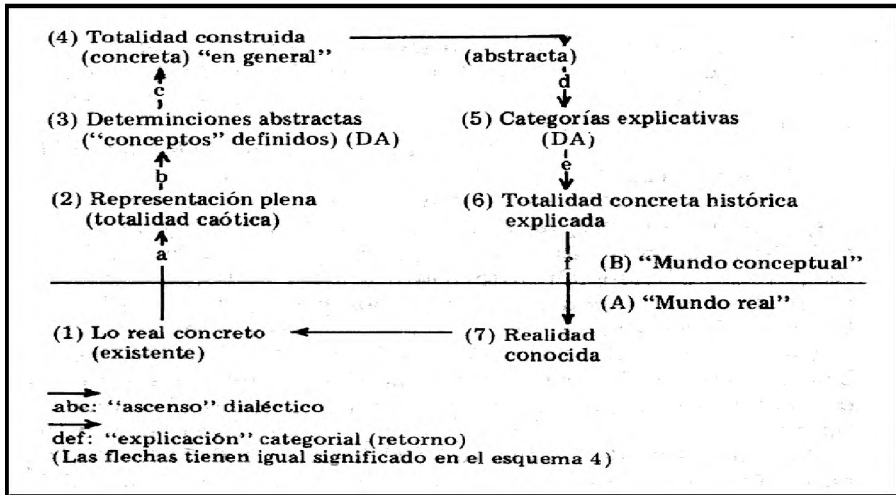 (4) Totalidad construida
(concreta) “en general”
(abstracta)
c
d
(3) Determinciones abstractas
(“conceptos” definidos) (DA)
(5) Categorías explicativas
(DA)
b
e
(2) Representación plena
(totalidad caótica)
(6) Totalidad concreta histórica
explicada
a
f
(B) “Mundo conceptual”
(A) “Mundo real”
(1) Lo real concreto
(existente)
(7) Realidad
conocida
abc: “ascenso” dialéctico
def: “explicación” categorial (retorno)
(Las flechas tienen igual significado en el esquema 4)